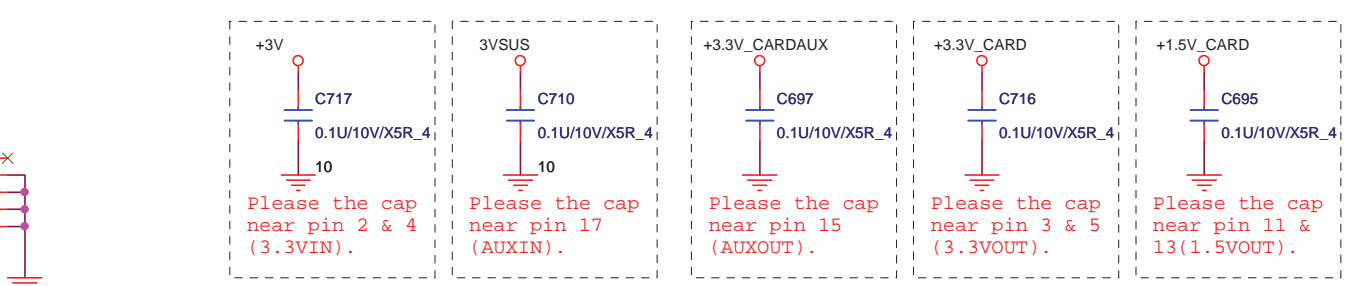 +3V
C717
0.1U/10V/X5R_4
10
Please the cap
near pin 2 & 4
(3.3VIN).
3VSUS
C710
0.1U/10V/X5R_4
10
Please the cap
near pin 17
(AUXIN).
+3.3V_CARDAUX
C697
0.1U/10V/X5R_4
Please the cap
near pin 15
(AUXOUT).
+3.3V_CARD
C716
0.1U/10V/X5R_4
Please the cap
near pin 3 & 5
(3.3VOUT).
+1.5V_CARD
C695
0.1U/10V/X5R_4
Please the cap
near pin 11 &
13(1.5VOUT).